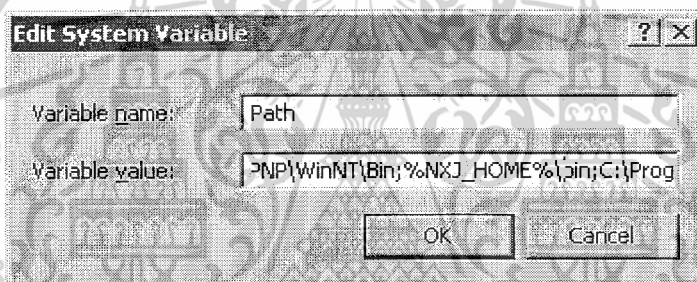 Edit System Variable
? ×
Variable name:
Path
Variable value:
PNP\WinNT\Bin;%NXJ_HOME%\bin;C:\Prog
OK
Cancel